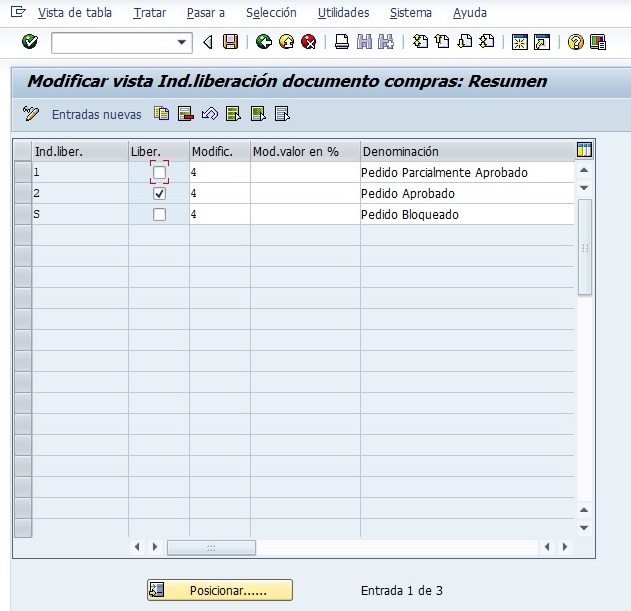 Vista de tabla Tratar Pasar a Selección Utilidades Sistema Ayuda
Modificar vista Ind.liberación documento compras: Resumen
Entradas nuevas
Ind.liber. Liber. Modific. Mod.valor en % Denominación
1 4 Pedido Parcialmente Aprobado
2 4 Pedido Aprobado
S 4 Pedido Bloqueado
Posicionar...... Entrada 1 de 3